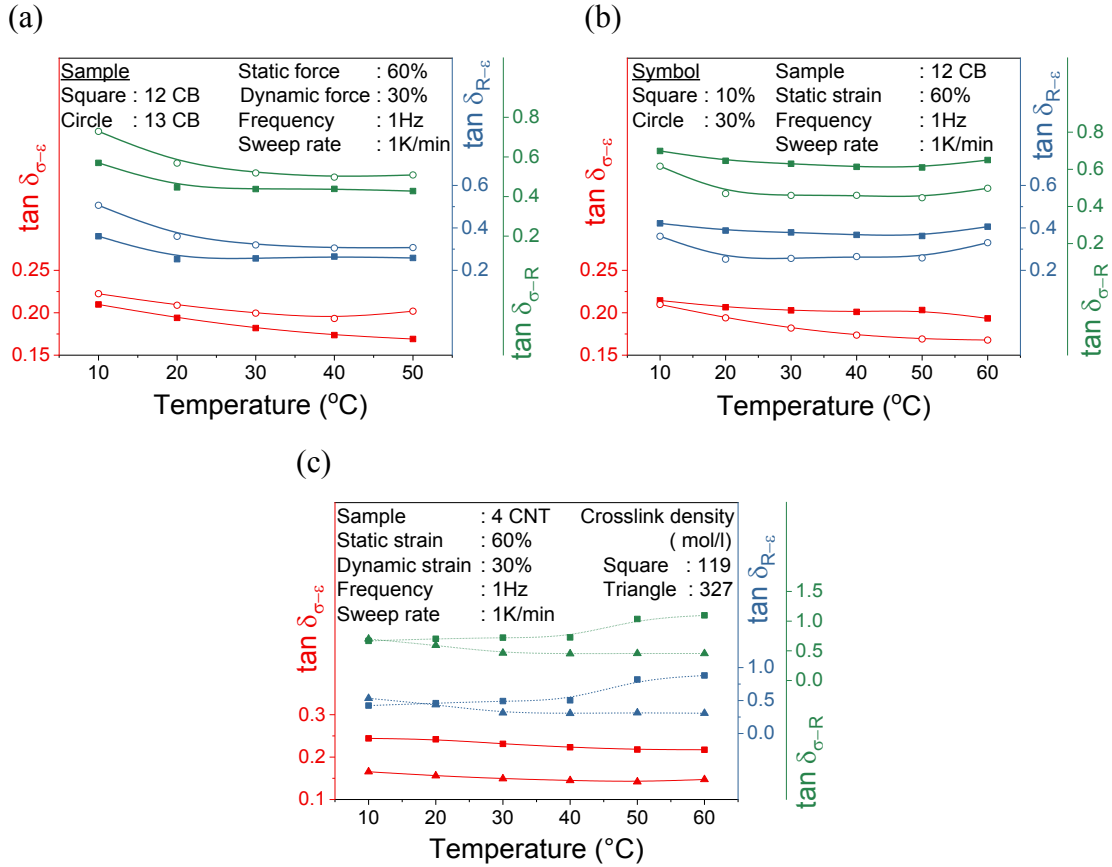 (a)
Sample Static force : 60%
Square : 12 CB Dynamic force : 30%
Circle : 13 CB Frequency : 1Hz
Sweep rate : 1K/min
tan δσ−ε
0.25
0.20
0.15
tan δR−ε
0.6
0.4
0.2
tan δσ−R
0.8
0.6
0.4
0.2
10 20 30 40 50
Temperature (°C)
(b)
Symbol Sample : 12 CB
Square : 10% Static strain : 60%
Circle : 30% Frequency : 1Hz
Sweep rate : 1K/min
tan δσ−ε
0.25
0.20
0.15
tan δR−ε
0.6
0.4
0.2
tan δσ−R
0.8
0.6
0.4
0.2
10 20 30 40 50 60
Temperature (°C)
(c)
Sample : 4 CNT Crosslink density
Static strain : 60% ( mol/l)
Dynamic strain : 30% Square : 119
Frequency : 1Hz Triangle : 327
Sweep rate : 1K/min
tan δσ−ε
0.3
0.2
0.1
tan δR−ε
1.0
0.5
0.0
tan δσ−R
1.5
1.0
0.5
0.0
10 20 30 40 50 60
Temperature (°C)